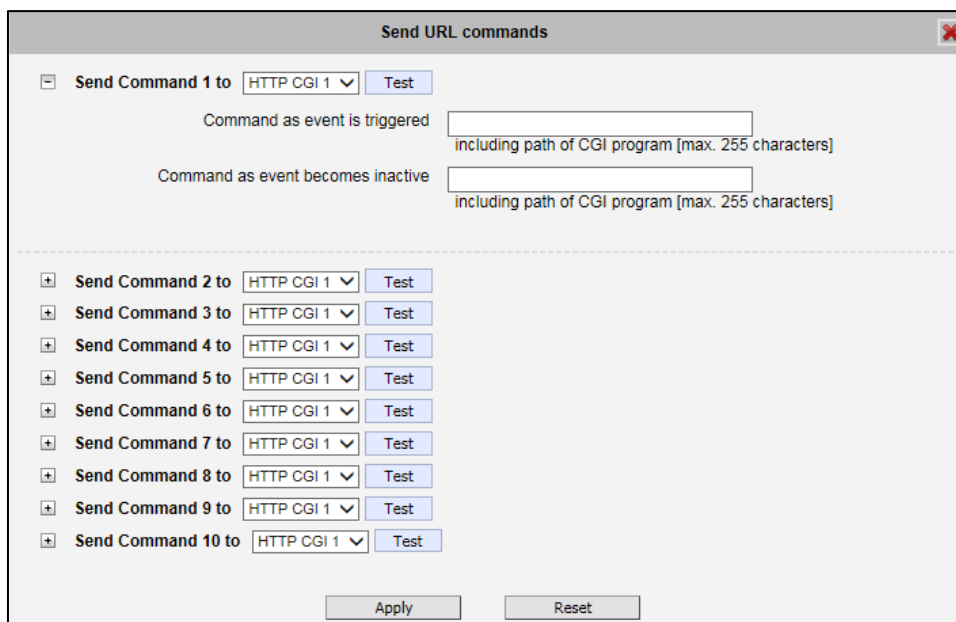 Send URL commands
Send Command 1 to HTTP CGI 1 Test
Command as event is triggered
including path of CGI program [max. 255 characters]
Command as event becomes inactive
including path of CGI program [max. 255 characters]
Send Command 2 to HTTP CGI 1 Test
Send Command 3 to HTTP CGI 1 Test
Send Command 4 to HTTP CGI 1 Test
Send Command 5 to HTTP CGI 1 Test
Send Command 6 to HTTP CGI 1 Test
Send Command 7 to HTTP CGI 1 Test
Send Command 8 to HTTP CGI 1 Test
Send Command 9 to HTTP CGI 1 Test
Send Command 10 to HTTP CGI 1 Test
Apply Reset